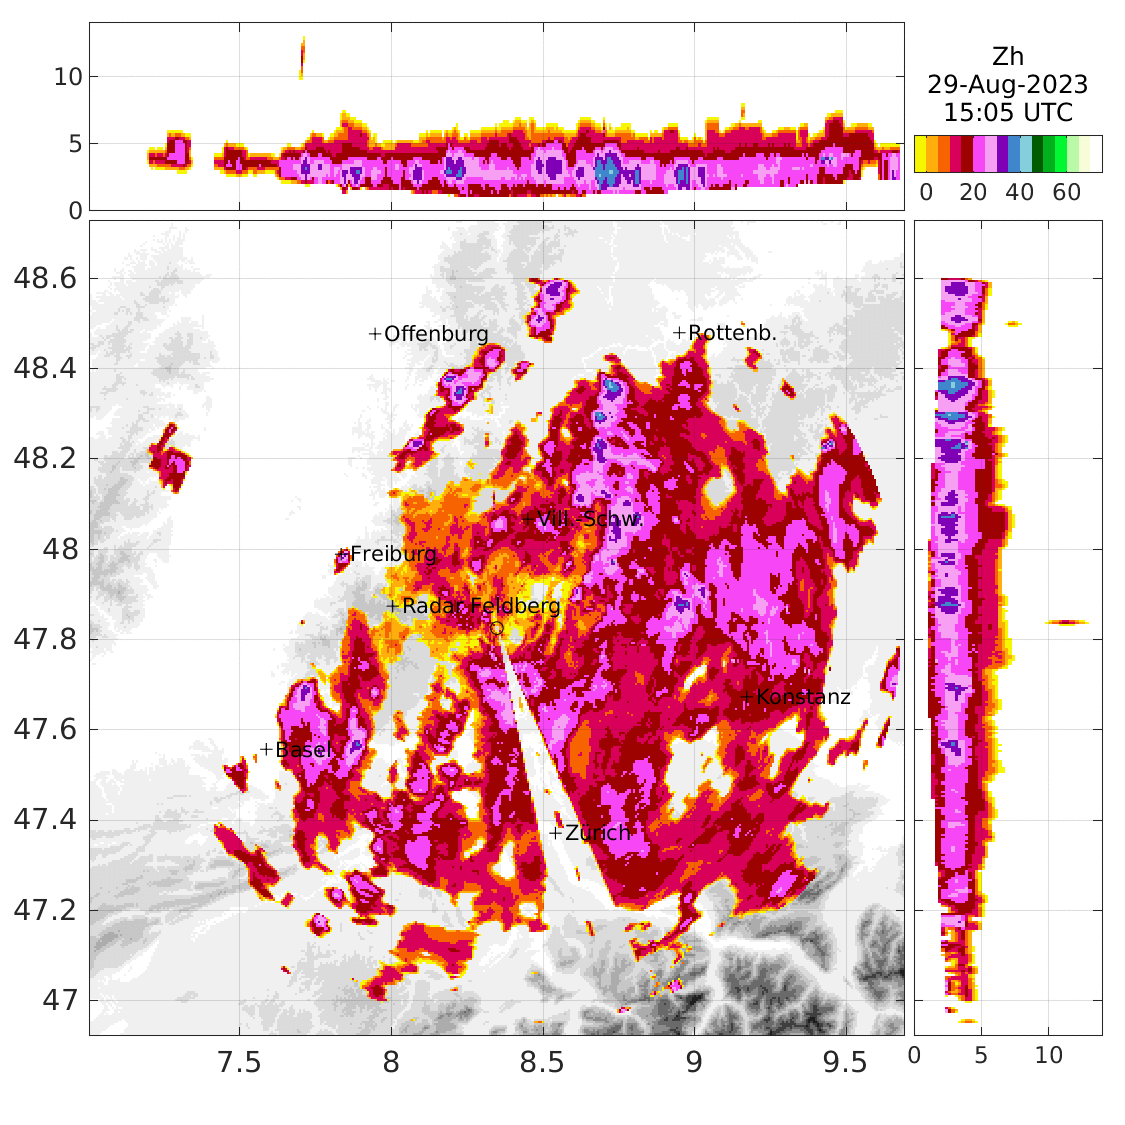 10
5
0
Zh
29-Aug-2023
15:05 UTC
0 20 40 60
48.6
48.4
48.2
48
47.8
47.6
47.4
47.2
47
+Offenburg
+Rottenb.
+Vill.-Schw.
+Freiburg
+Radar Feldberg
+Konstanz
+Basel
+Zürich
7.5 8 8.5 9 9.5
0 5 10